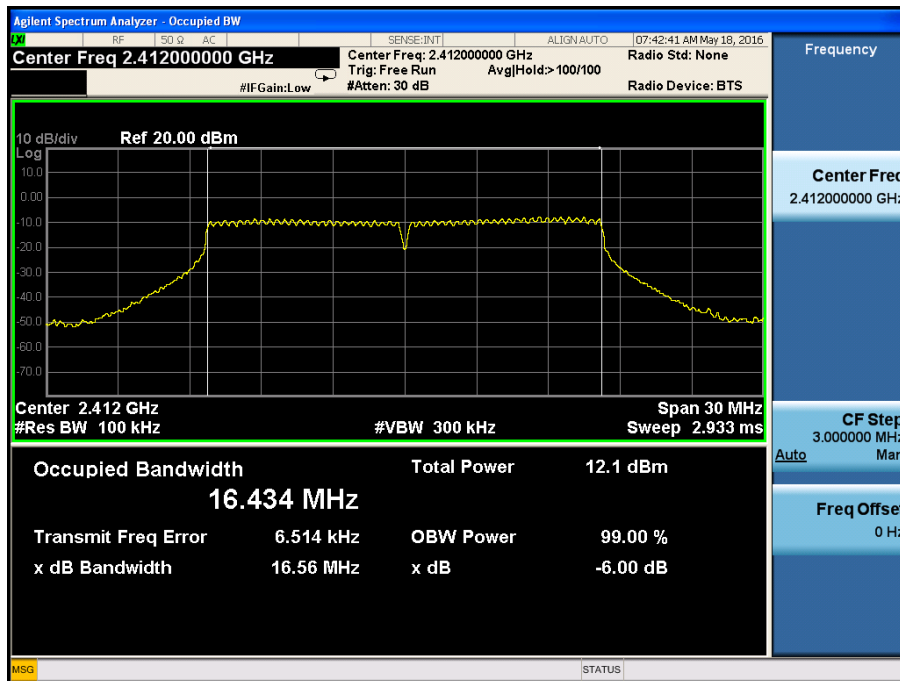 Agilent Spectrum Analyzer - Occupied BW
LXI RF 50 Ω AC SENSE:INT ALIGN AUTO 07:42:41 AM May 18, 2016
Center Freq 2.412000000 GHz
#IFGain:Low
Center Freq: 2.412000000 GHz
Trig: Free Run Avg|Hold:> 100/100
#Atten: 30 dB
Radio Std: None
Radio Device: BTS
10 dB/div Ref 20.00 dBm
Log
10.0
0.00
-10.0
-20.0
-30.0
-40.0
-50.0
-60.0
-70.0
Center 2.412 GHz Span 30 MHz
#Res BW 100 kHz #VBW 300 kHz Sweep 2.933 ms
Occupied Bandwidth Total Power 12.1 dBm
16.434 MHz
Transmit Freq Error 6.514 kHz OBW Power 99.00 %
x dB Bandwidth 16.56 MHz x dB -6.00 dB
MSG STATUS
Frequency
Center Freq
2.412000000 GHz
CF Step
3.000000 MHz
Auto Man
Freq Offset
0 Hz